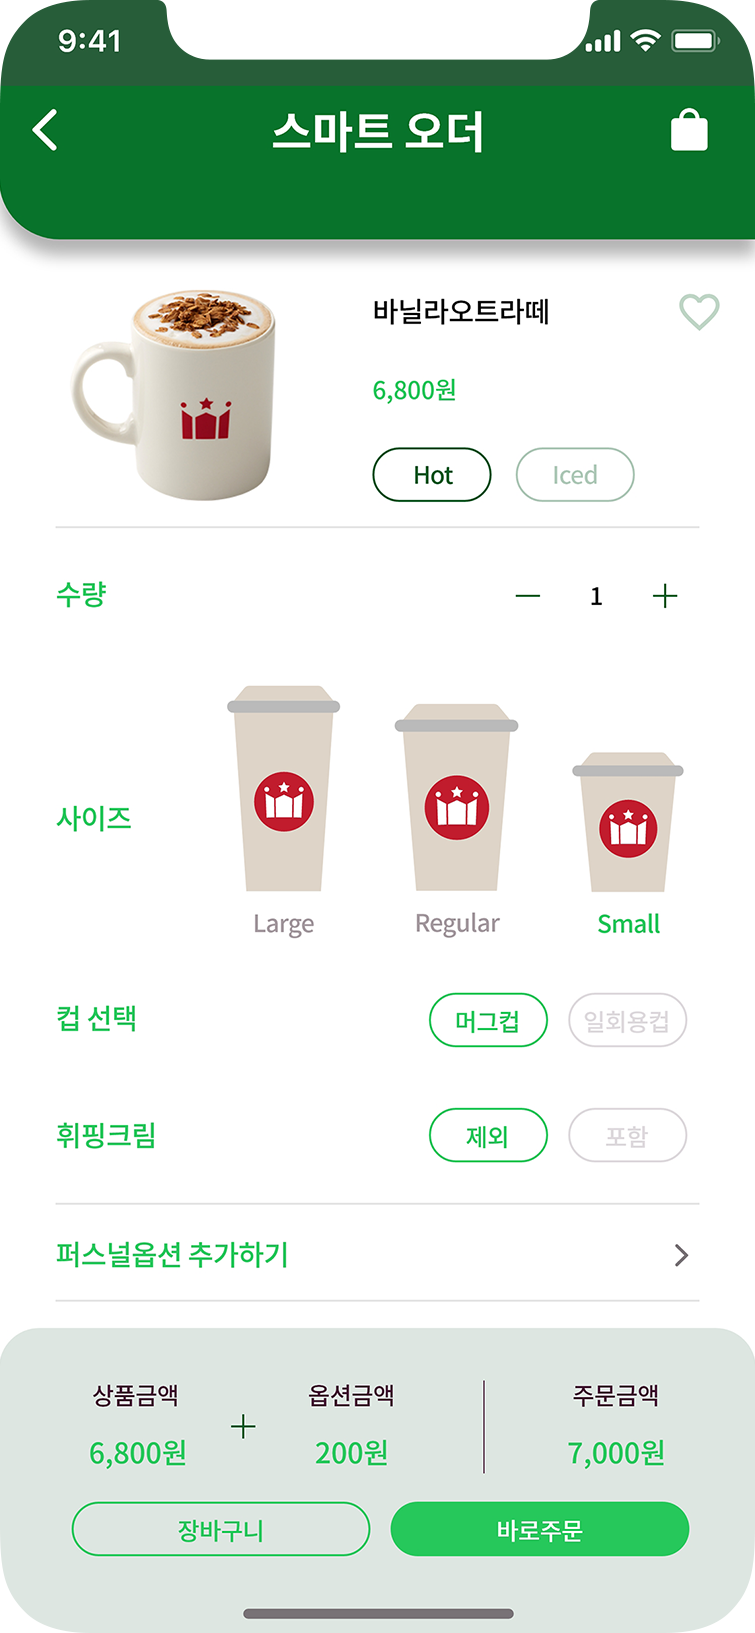 9:41
스마트 오더
바닐라오트라떼
6,800원
Hot Iced
수량 1
사이즈
Large Regular Small
컵 선택 머그컵 일회용컵
휘핑크림 제외 포함
퍼스널옵션 추가하기
상품금액 + 옵션금액 주문금액
6,800원 200원 7,000원
장바구니 바로주문